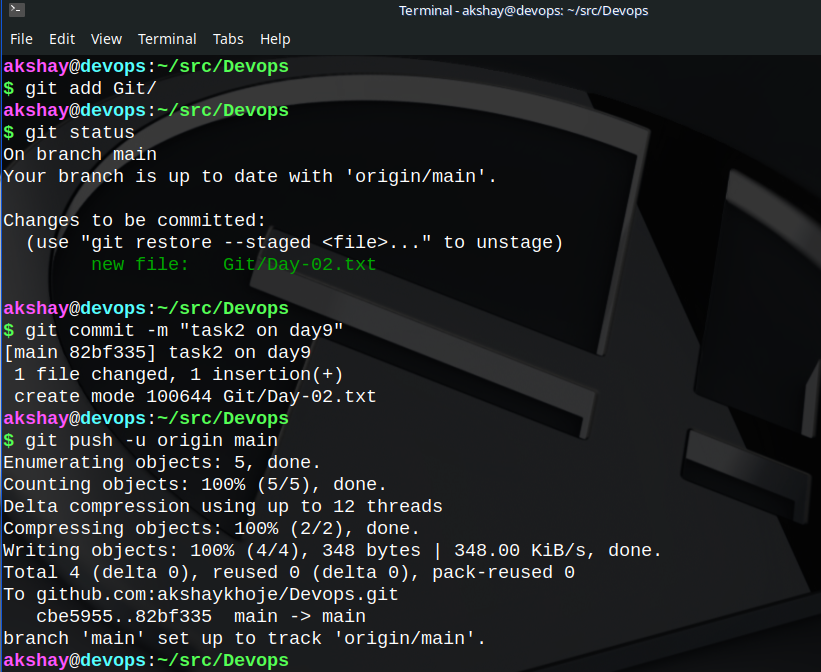 Terminal - akshay@devops: ~/src/Devops
File Edit View Terminal Tabs Help
akshay@devops:~/src/Devops
$ git add Git/
akshay@devops:~/src/Devops
$ git status
On branch main
Your branch is up to date with 'origin/main'.

Changes to be committed:
  (use "git restore --staged <file>..." to unstage)
        new file:   Git/Day-02.txt

akshay@devops:~/src/Devops
$ git commit -m "task2 on day9"
[main 82bf335] task2 on day9
 1 file changed, 1 insertion(+)
 create mode 100644 Git/Day-02.txt
akshay@devops:~/src/Devops
$ git push -u origin main
Enumerating objects: 5, done.
Counting objects: 100% (5/5), done.
Delta compression using up to 12 threads
Compressing objects: 100% (2/2), done.
Writing objects: 100% (4/4), 348 bytes | 348.00 KiB/s, done.
Total 4 (delta 0), reused 0 (delta 0), pack-reused 0
To github.com:akshaykhoje/Devops.git
   cbe5955..82bf335  main -> main
branch 'main' set up to track 'origin/main'.
akshay@devops:~/src/Devops